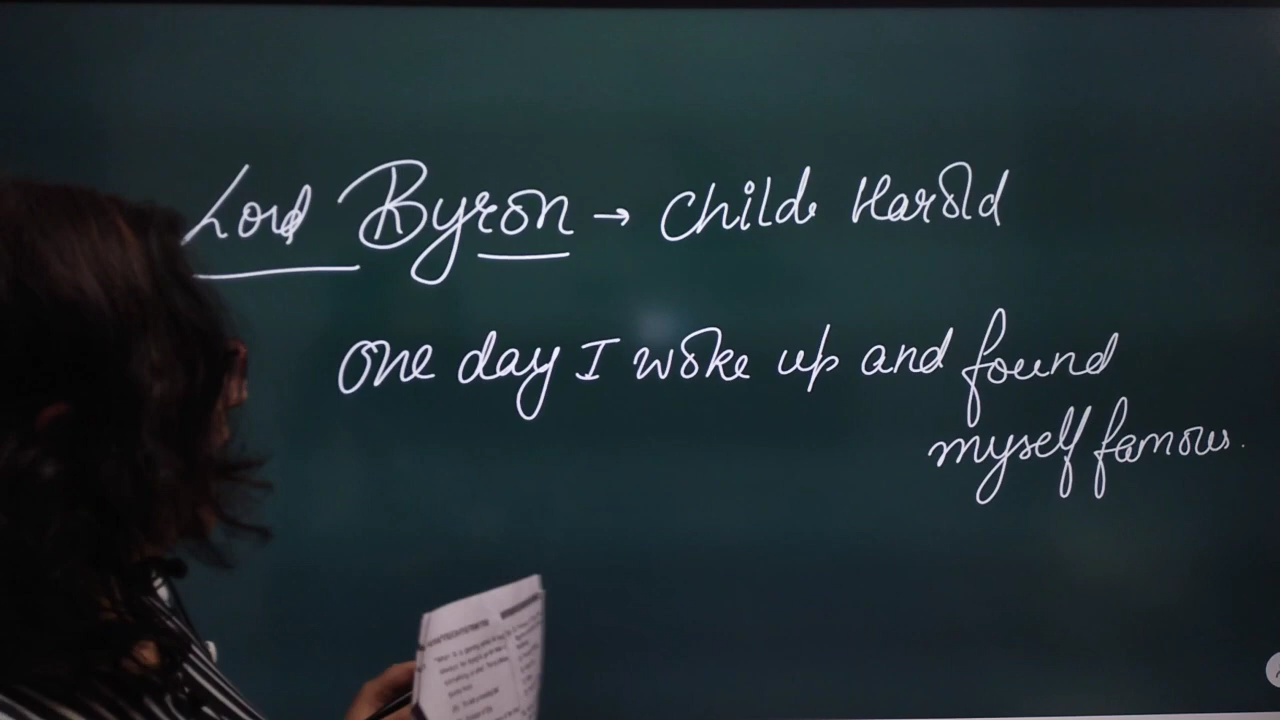 Lord Byron → Childe Harold
One day I woke up and found
myself famous.